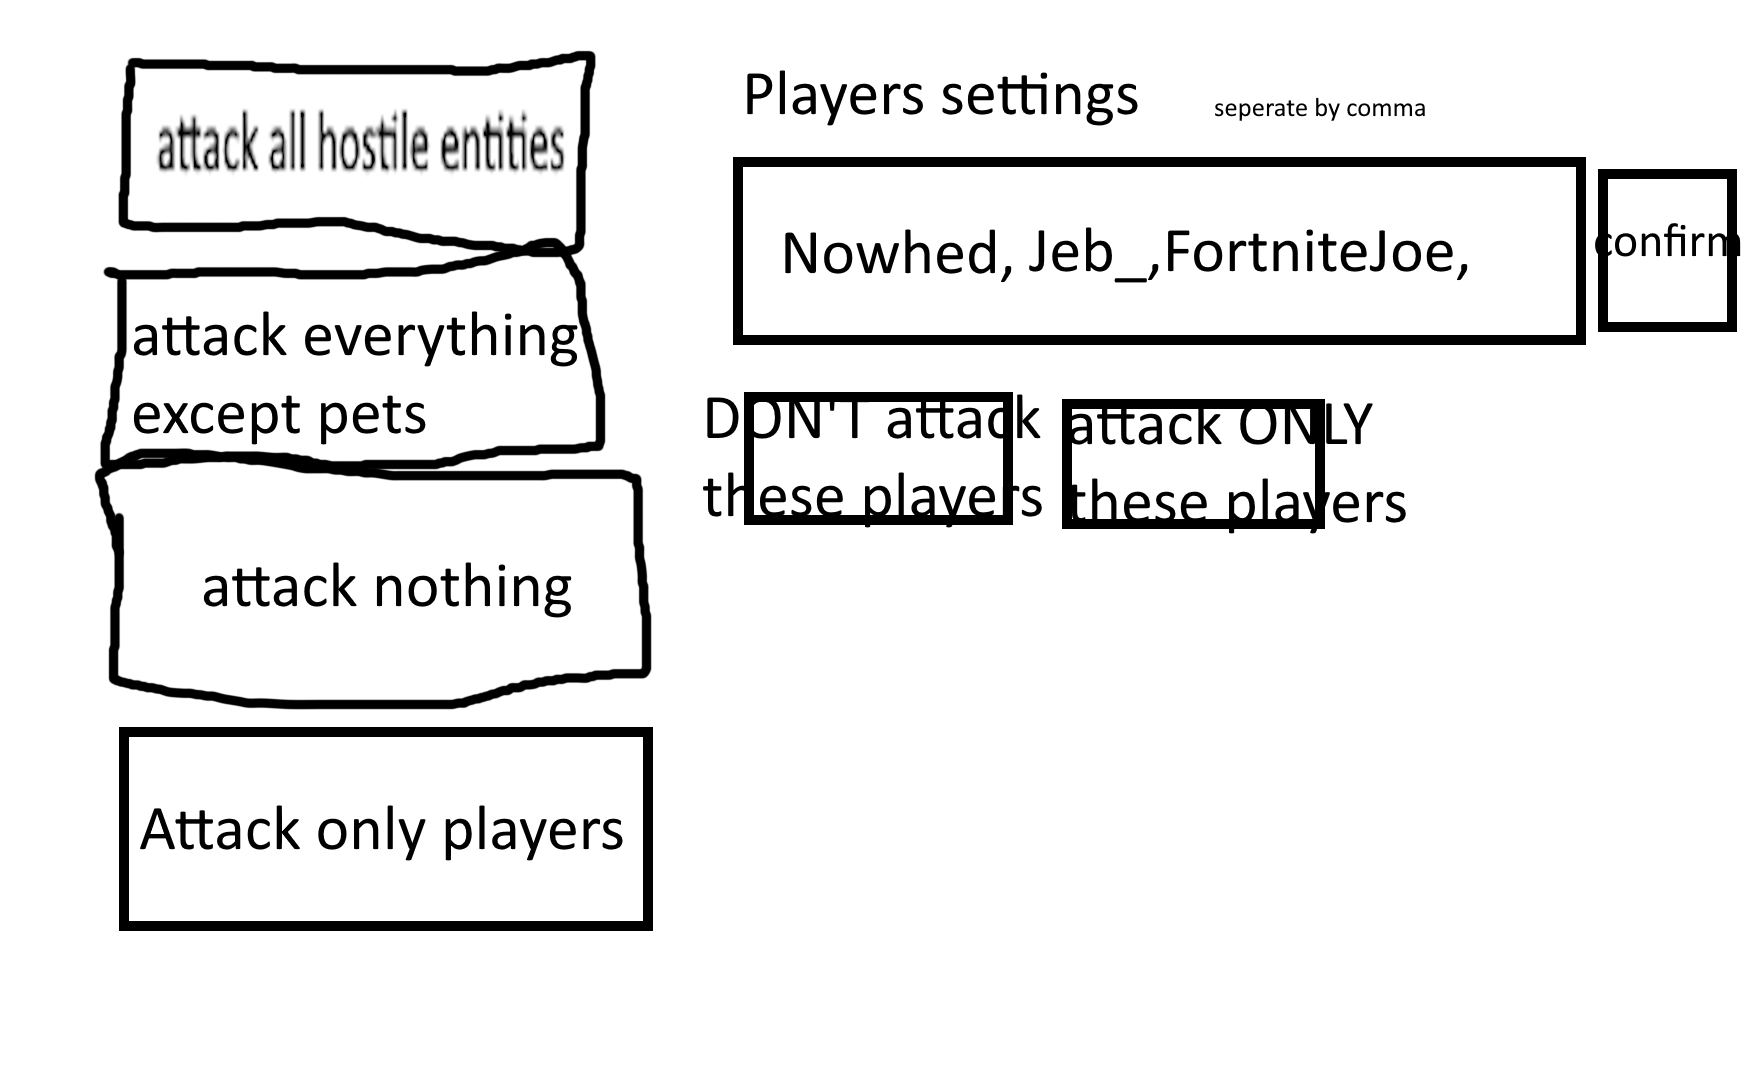 attack all hostile entities
attack everything
except pets
attack nothing
Attack only players
Players settings
seperate by comma
Nowhed, Jeb_,FortniteJoe,
confirm
DON'T attack
these players
attack ONLY
these players